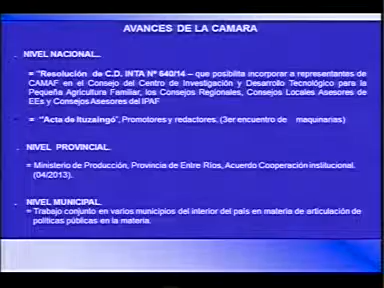 AVANCES DE LA CAMARA
. NIVEL NACIONAL.
= "Resolución de C.D. INTA Nº 640/14 – que posibilita incorporar a representantes de
CAMAF en el Consejo del Centro de Investigación y Desarrollo Tecnológico para la
Pequeña Agricultura Familiar, los Consejos Regionales, Consejos Locales Asesores de
EEs y Consejos Asesores del IPAF
= "Acta de Ituzaingó", Promotores y redactores. (3er encuentro de maquinarias)
. NIVEL PROVINCIAL.
= Ministerio de Producción, Provincia de Entre Ríos, Acuerdo Cooperación institucional.
(04/2013).
. NIVEL MUNICIPAL.
= Trabajo conjunto en varios municipios del interior del país en materia de articulación de
políticas públicas en la materia.